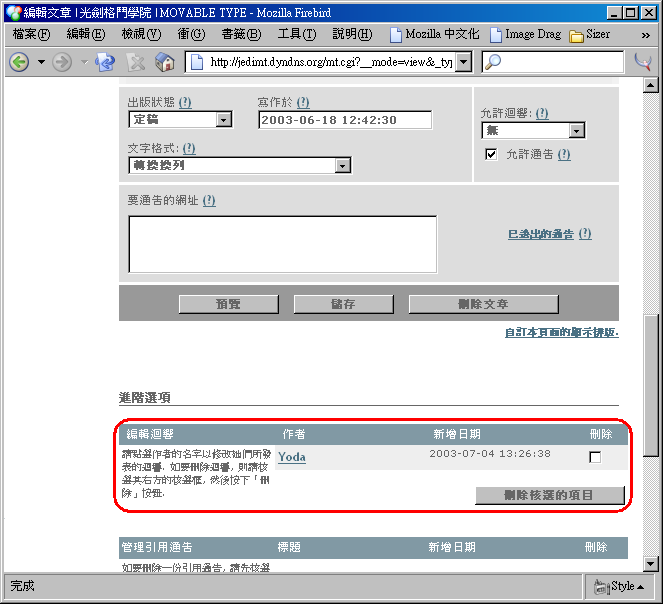 編輯文章 | 光劍格鬥學院 | MOVABLE TYPE - Mozilla Firebird
檔案(F) 編輯(E) 檢視(V) 衝(G) 書籤(B) 工具(T) 說明(H) Mozilla 中文化 Image Drag Sizer »
http://jedimt.dyndns.org/mt.cgi?__mode=view&_typ
出版狀態 (?) 寫作於 (?)
定稿 2003-06-18 12:42:30
允許迴響: (?)
無
文字格式: (?)
轉換換列
允許通告 (?)
要通告的網址 (?)
已送出的通告 (?)
預覽 儲存 刪除文章
自訂本頁面的顯示排版.
進階選項
編輯迴響 作者 新增日期 刪除
請點選作者的名字以修改他們所發
表的迴響. 如要刪除迴響, 則請核
選其右方的核選框, 然後按下「刪
除」按鈕.
Yoda 2003-07-04 13:26:38
刪除核選的項目
管理引用通告 標題 新增日期 刪除
如要刪除一份引用通告, 請先核選
完成 Style